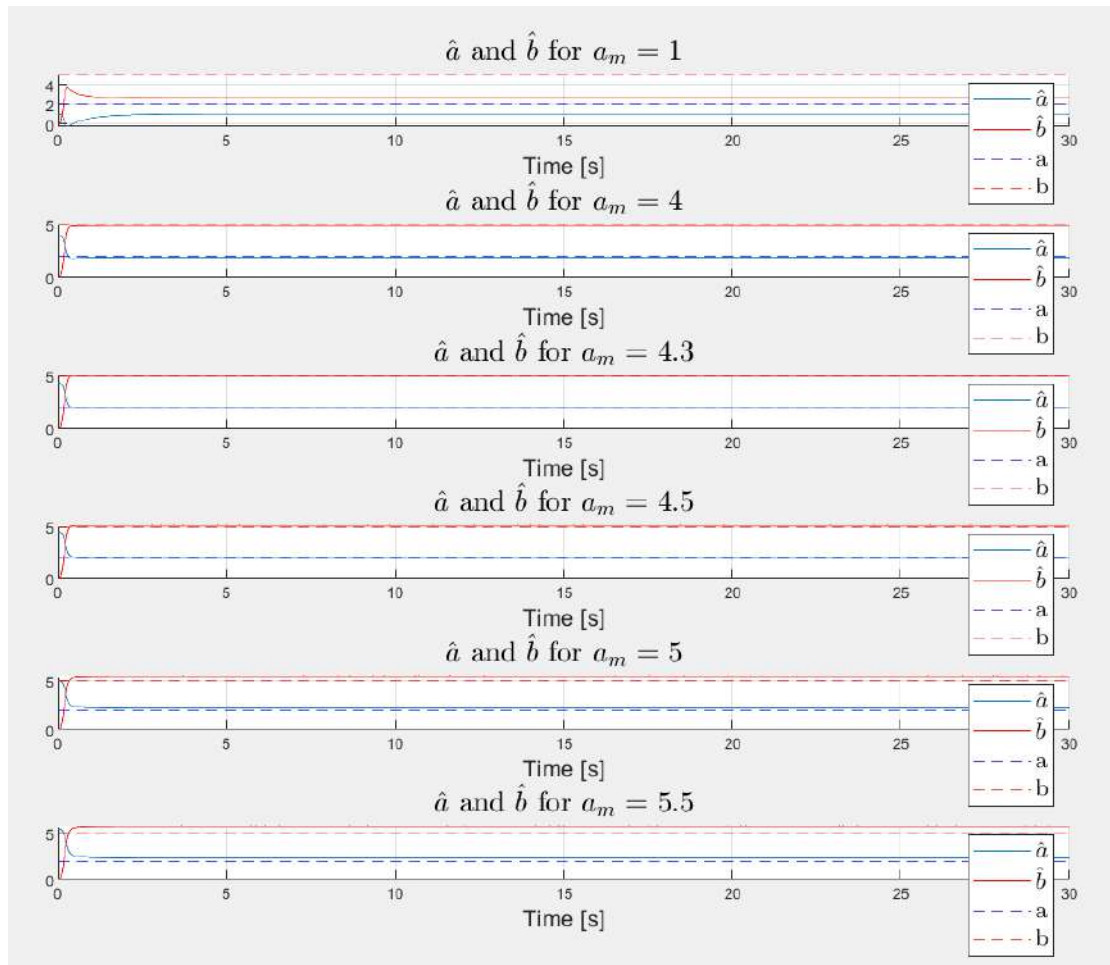 â and b̂ for a_m = 1
4
2
0
0 5 10 15 20 25 30
Time [s]
â
b̂
a
b
â and b̂ for a_m = 4
5
0
0 5 10 15 20 25 30
Time [s]
â
b̂
a
b
â and b̂ for a_m = 4.3
5
0
0 5 10 15 20 25 30
Time [s]
â
b̂
a
b
â and b̂ for a_m = 4.5
5
0
0 5 10 15 20 25 30
Time [s]
â
b̂
a
b
â and b̂ for a_m = 5
5
0
0 5 10 15 20 25 30
Time [s]
â
b̂
a
b
â and b̂ for a_m = 5.5
5
0
0 5 10 15 20 25 30
Time [s]
â
b̂
a
b